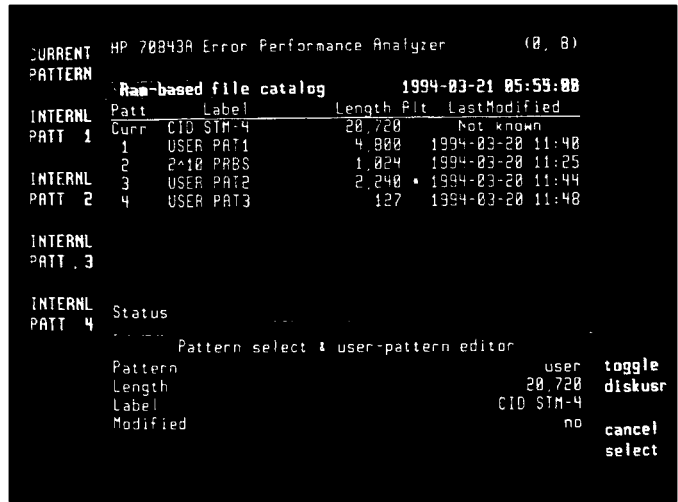 HP 70843A Error Performance Analyzer (0, 8)
CURRENT
PATTERN
Ram-based file catalog 1994-03-21 05:55:08
Patt Label Length Alt LastModified
Curr CID STM-4 20,720 Not known
1 USER PAT1 4,800 1994-03-20 11:40
2 2^10 PRBS 1,024 1994-03-20 11:25
3 USER PAT2 2,240 * 1994-03-20 11:44
4 USER PAT3 127 1994-03-20 11:48
INTERNL
PATT 1
INTERNL
PATT 2
INTERNL
PATT 3
INTERNL
PATT 4
Status
Pattern select & user-pattern editor
Pattern user
Length 20,720
Label CID STM-4
Modified no
toggle
diskusr
cancel
select